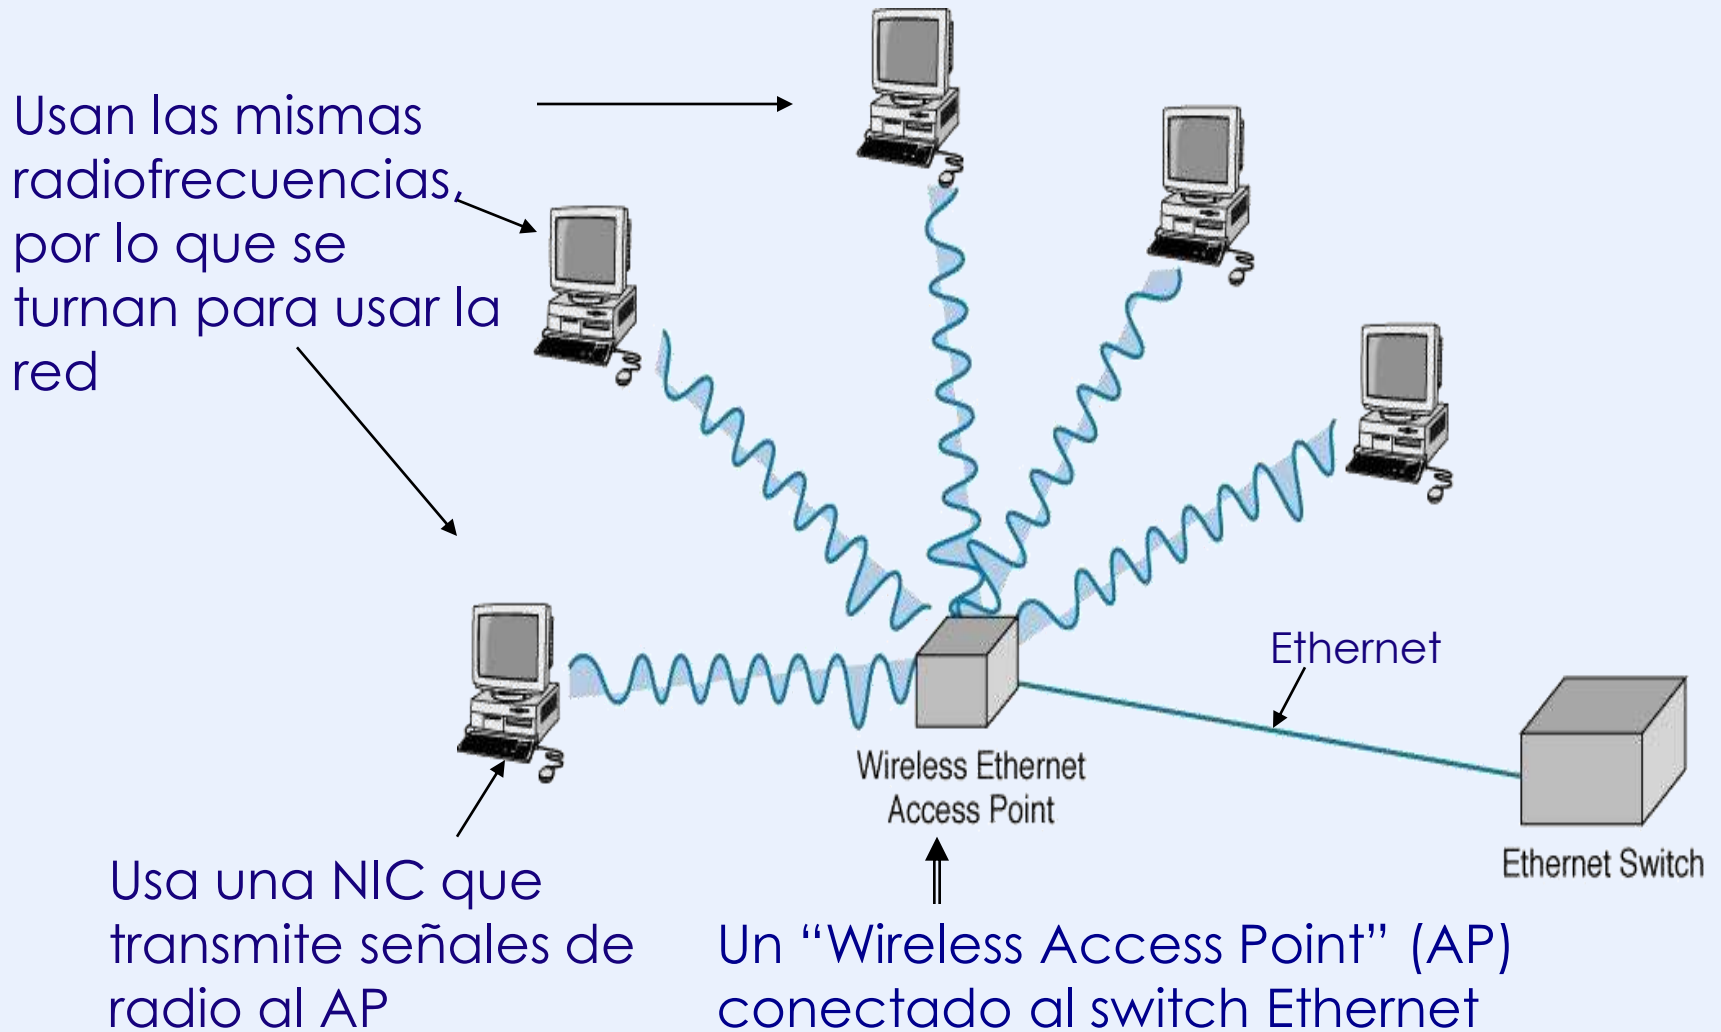 Usan las mismas
radiofrecuencias,
por lo que se
turnan para usar la
red
Ethernet
Wireless Ethernet
Access Point
Ethernet Switch
Usa una NIC que
transmite señales de
radio al AP
Un “Wireless Access Point” (AP)
conectado al switch Ethernet